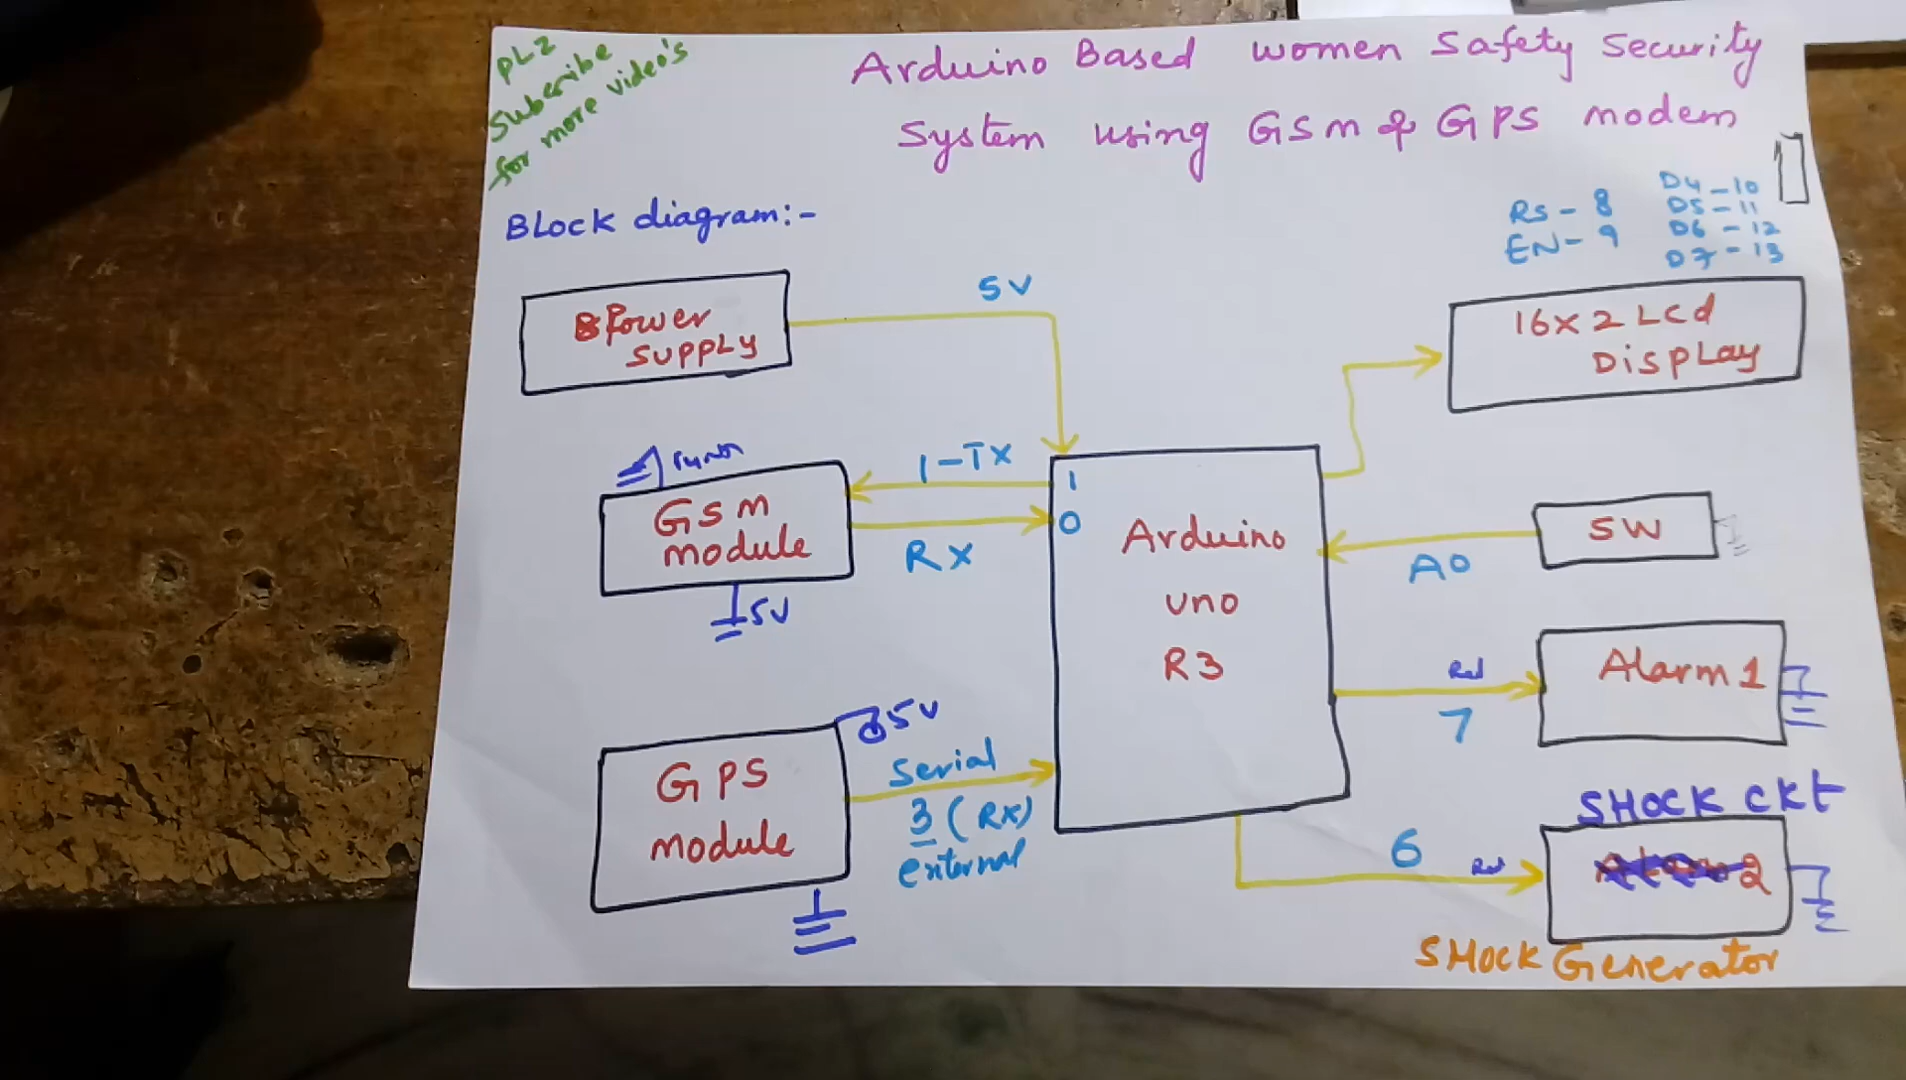 pLz
Subscribe
for more video's
Arduino Based women Safety Security
System using GSm & GPS modem
Block diagram:-
RS - 8
EN - 9
D4 - 10
D5 - 11
D6 - 12
D7 - 13
Power
SUPPLY
5V
16x2 Lcd
Display
1-TX
1
GSm
module
RX
0
5V
Arduino
uno
R3
SW
A0
Alarm 1
Red
7
5V
GPS
module
Serial
3 (RX)
external
SHOCK CKt
6
Red
2
SHOCK Generator